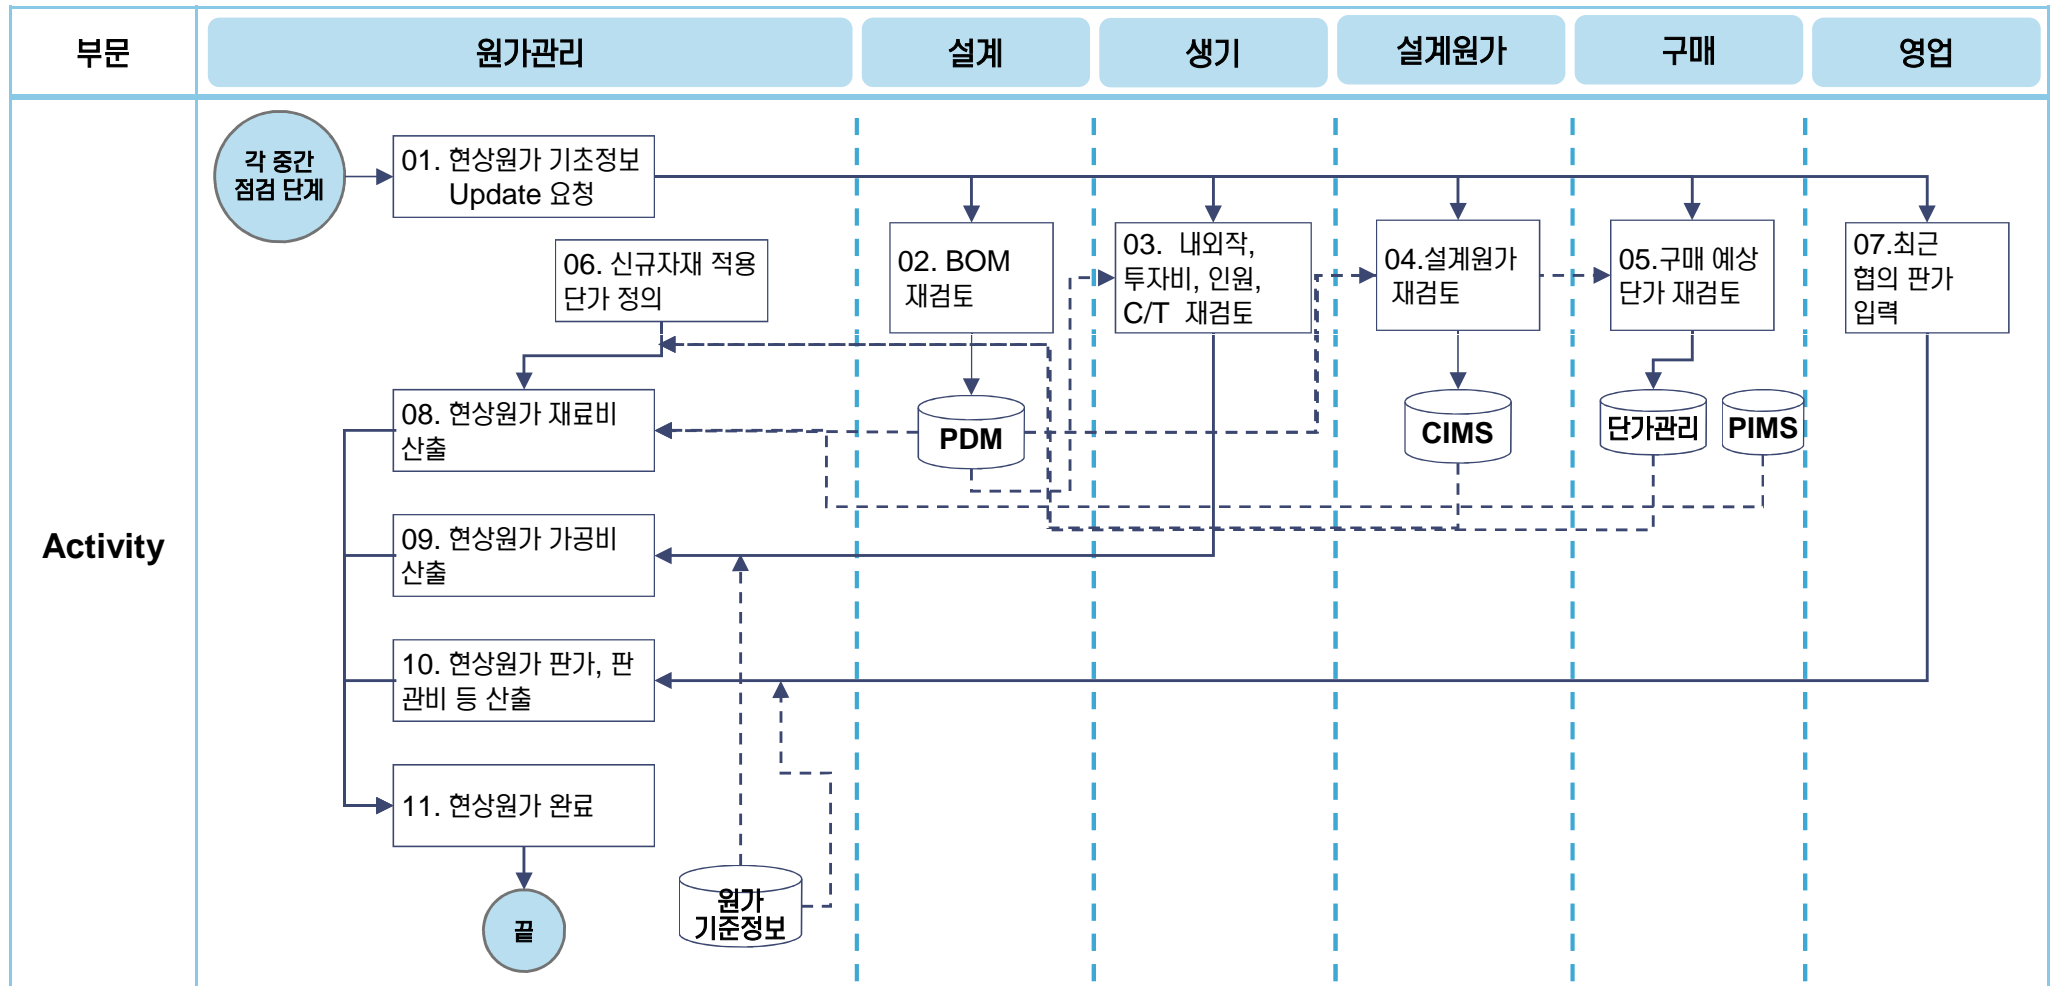 부문
원가관리
설계
생기
설계원가
구매
영업
Activity
각 중간
점검 단계
01. 현상원가 기초정보
Update 요청
06. 신규자재 적용
단가 정의
02. BOM
재검토
03. 내외작,
투자비, 인원,
C/T 재검토
04.설계원가
재검토
05.구매 예상
단가 재검토
07.최근
협의 판가
입력
08. 현상원가 재료비
산출
PDM
CIMS
단가관리
PIMS
09. 현상원가 가공비
산출
10. 현상원가 판가, 판
관비 등 산출
11. 현상원가 완료
원가
기준정보
끝